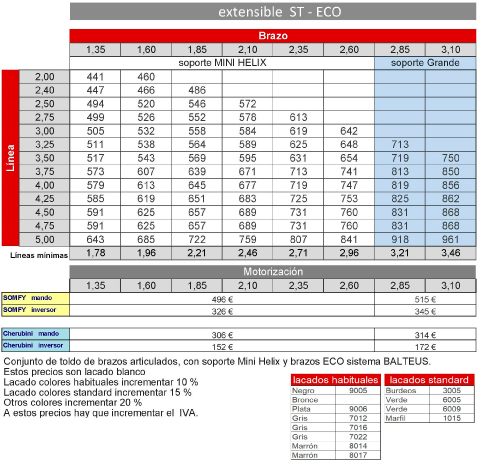 extensible ST - ECO
Brazo
1,35 1,60 1,85 2,10 2,35 2,60 2,85 3,10
soporte MINI HELIX soporte Grande
Línea
2,00 441 460
2,40 447 466 486
2,50 494 520 546 572
2,75 499 526 552 578 613
3,00 505 532 558 584 619 642
3,25 511 538 564 589 625 648 713
3,50 517 543 569 595 631 654 719 750
3,75 573 607 639 671 713 741 813 850
4,00 579 613 645 677 719 747 819 856
4,25 585 619 651 683 725 753 825 862
4,50 591 625 657 689 731 760 831 868
4,75 591 625 657 689 731 760 831 868
5,00 643 685 722 759 807 841 918 961
Líneas mínimas 1,78 1,96 2,21 2,46 2,71 2,96 3,21 3,46
Motorización
1,35 1,60 1,85 2,10 2,35 2,60 2,85 3,10
SOMFY mando 496 € 515 €
SOMFY inversor 326 € 345 €
Cherubini mando 306 € 314 €
Cherubini inversor 152 € 172 €
Conjunto de toldo de brazos articulados, con soporte Mini Helix y brazos ECO sistema BALTEUS.
Estos precios son lacado blanco
Lacado colores habituales incrementar 10 %
Lacado colores standard incrementar 15 %
Otros colores incrementar 20 %
A estos precios hay que incrementar el IVA.
lacados habituales lacados standard
Negro 9005 Burdeos 3005
Bronce Verde 6005
Plata 9006 Verde 6009
Gris 7012 Marfil 1015
Gris 7016
Gris 7022
Marrón 8014
Marrón 8017